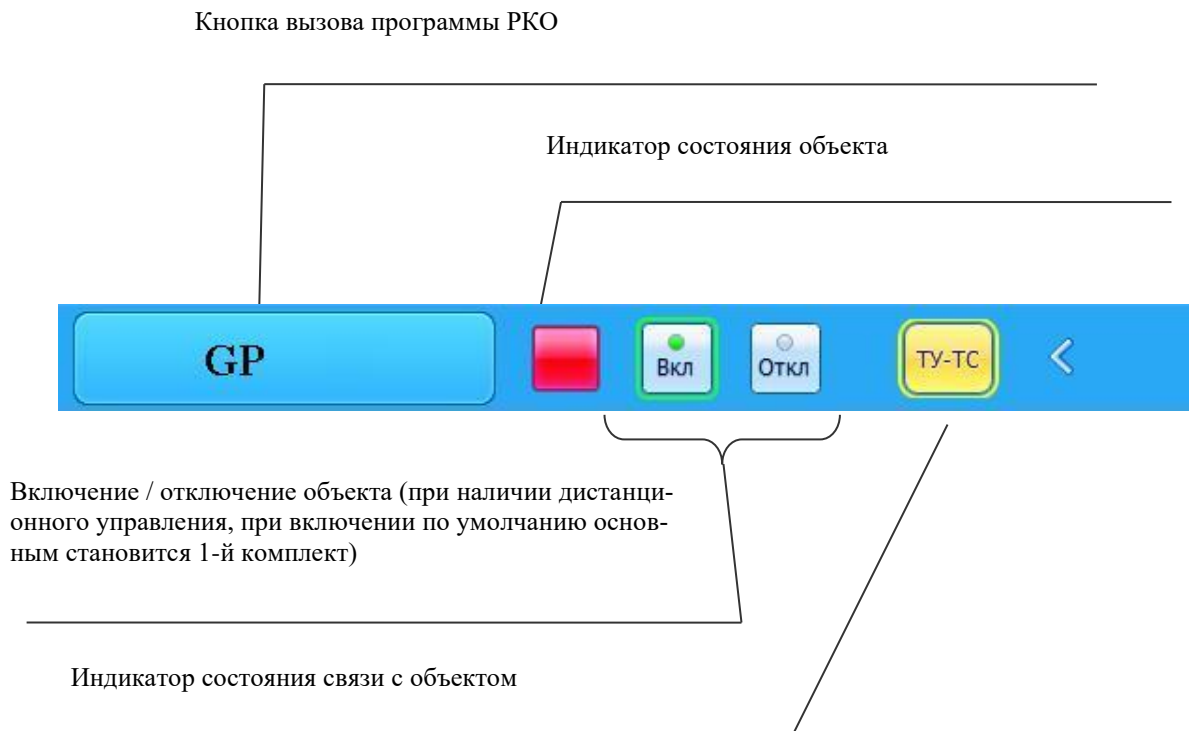 Кнопка вызова программы РКО
Индикатор состояния объекта
GP
Вкл
Откл
ТУ-ТС
Включение / отключение объекта (при наличии дистанци-
онного управления, при включении по умолчанию основ-
ным становится 1-й комплект)
Индикатор состояния связи с объектом